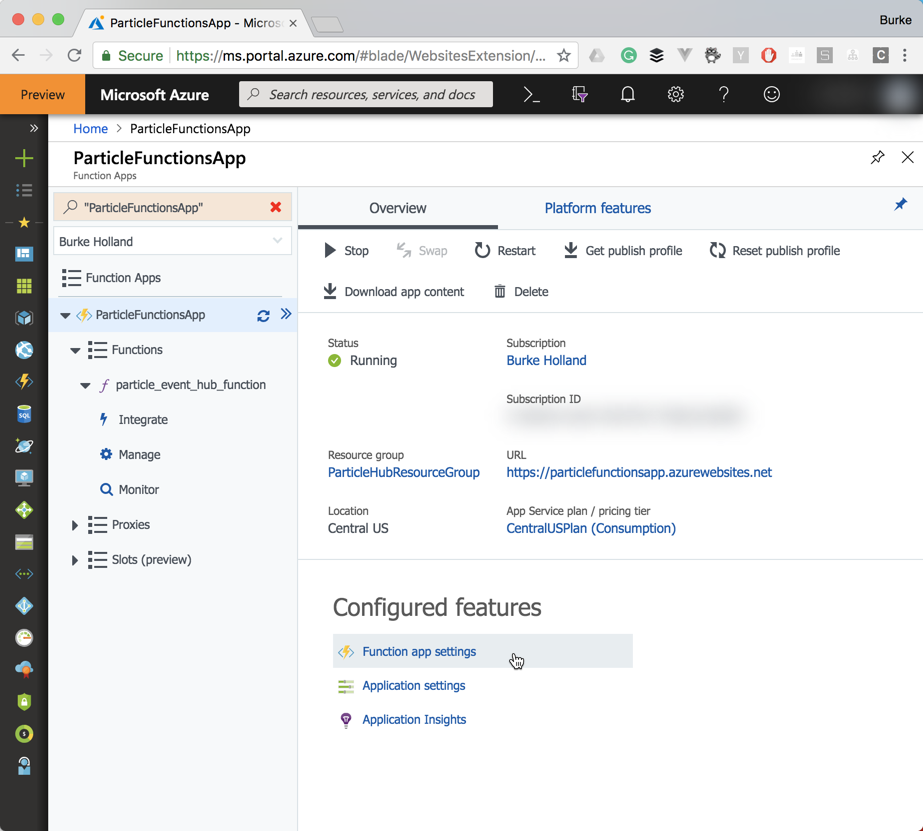 ParticleFunctionsApp - Micros
Burke
Secure https://ms.portal.azure.com/#blade/WebsitesExtension/...
Preview
Microsoft Azure
Search resources, services, and docs
Home > ParticleFunctionsApp
ParticleFunctionsApp
Function Apps
"ParticleFunctionsApp"
Burke Holland
Function Apps
ParticleFunctionsApp
Functions
particle_event_hub_function
Integrate
Manage
Monitor
Proxies
Slots (preview)
Overview
Platform features
Stop
Swap
Restart
Get publish profile
Reset publish profile
Download app content
Delete
Status
Running
Subscription
Burke Holland
Subscription ID
Resource group
ParticleHubResourceGroup
URL
https://particlefunctionsapp.azurewebsites.net
Location
Central US
App Service plan / pricing tier
CentralUSPlan (Consumption)
Configured features
Function app settings
Application settings
Application Insights